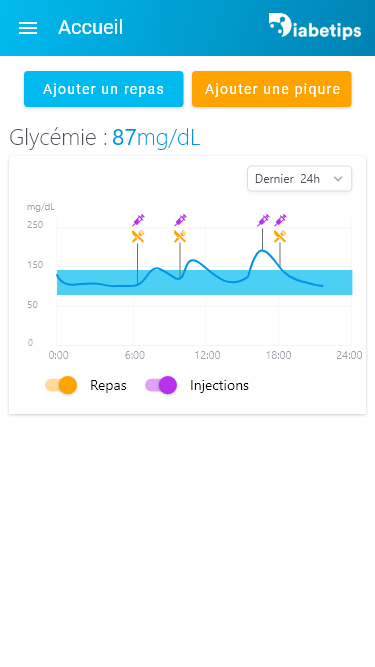 Accueil
Diabetips
Ajouter un repas
Ajouter une piqure
Glycémie : 87mg/dL
Dernier 24h
mg/dL
250
150
50
0
0:00 6:00 12:00 18:00 24:00
Repas Injections